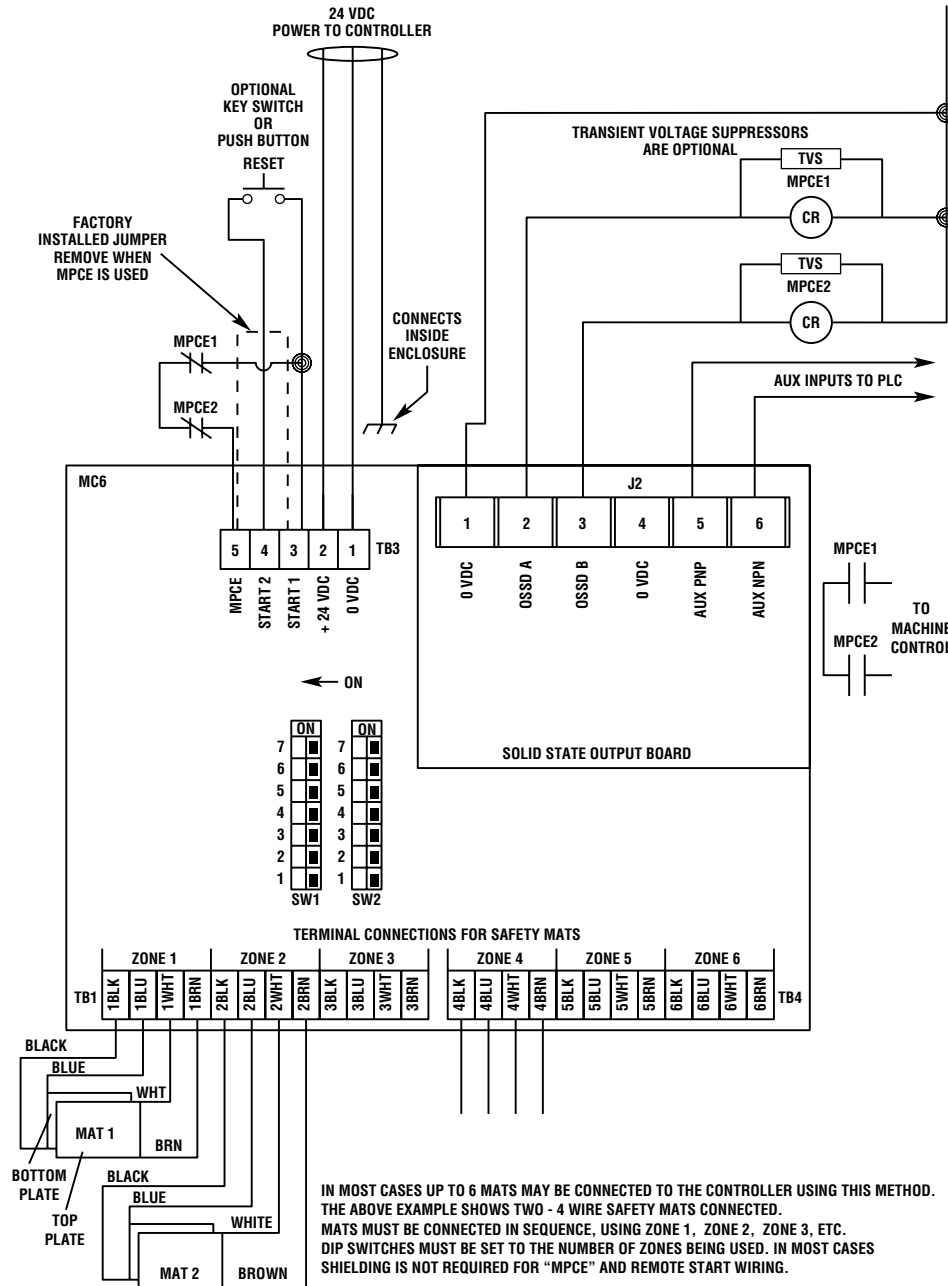 24 VDC
POWER TO CONTROLLER
OPTIONAL
KEY SWITCH
OR
PUSH BUTTON
RESET
TRANSIENT VOLTAGE SUPPRESSORS
ARE OPTIONAL
TVS
MPCE1
CR
TVS
MPCE2
CR
FACTORY
INSTALLED JUMPER
REMOVE WHEN
MPCE IS USED
CONNECTS
INSIDE
ENCLOSURE
MPCE1
MPCE2
AUX INPUTS TO PLC
MC6
J2
1 2 3 4 5 6
0 VDC
OSSD A
OSSD B
0 VDC
AUX PNP
AUX NPN
5 4 3 2 1 TB3
MPCE
START 2
START 1
+ 24 VDC
0 VDC
MPCE1
MPCE2
TO
MACHINE
CONTROL
ON
ON ON
7 7
6 6
5 5
4 4
3 3
2 2
1 1
SW1 SW2
SOLID STATE OUTPUT BOARD
TERMINAL CONNECTIONS FOR SAFETY MATS
ZONE 1 ZONE 2 ZONE 3 ZONE 4 ZONE 5 ZONE 6
TB1 1BLK 1BLU 1WHT 1BRN 2BLK 2BLU 2WHT 2BRN 3BLK 3BLU 3WHT 3BRN 4BLK 4BLU 4WHT 4BRN 5BLK 5BLU 5WHT 5BRN 6BLK 6BLU 6WHT 6BRN TB4
BLACK
BLUE
WHT
MAT 1
BRN
BOTTOM
PLATE
TOP
PLATE
BLACK
BLUE
WHITE
MAT 2 BROWN
IN MOST CASES UP TO 6 MATS MAY BE CONNECTED TO THE CONTROLLER USING THIS METHOD.
THE ABOVE EXAMPLE SHOWS TWO - 4 WIRE SAFETY MATS CONNECTED.
MATS MUST BE CONNECTED IN SEQUENCE, USING ZONE 1, ZONE 2, ZONE 3, ETC.
DIP SWITCHES MUST BE SET TO THE NUMBER OF ZONES BEING USED. IN MOST CASES
SHIELDING IS NOT REQUIRED FOR “MPCE” AND REMOTE START WIRING.